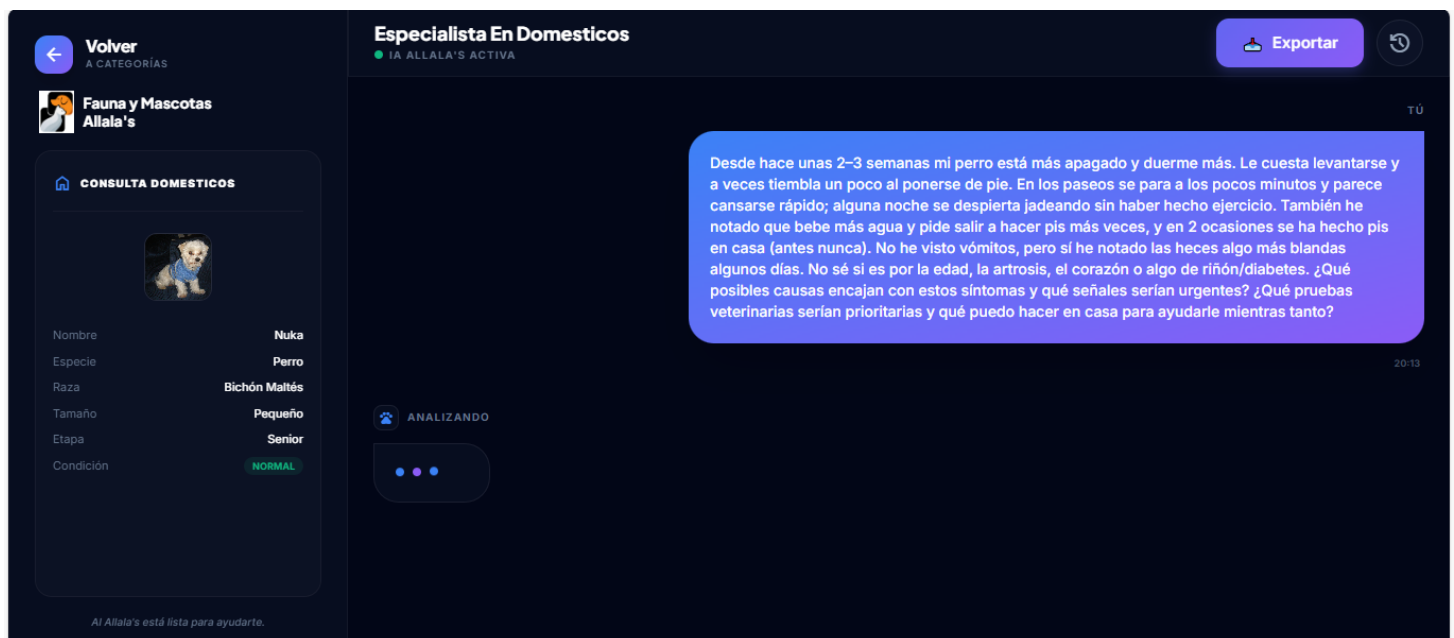 Volver
A CATEGORÍAS
Fauna y Mascotas
Allala's
CONSULTA DOMESTICOS
Nombre Nuka
Especie Perro
Raza Bichón Maltés
Tamaño Pequeño
Etapa Senior
Condición NORMAL
AI Allala's está lista para ayudarte.
Especialista En Domesticos
IA ALLALA'S ACTIVA
Exportar
TÚ
Desde hace unas 2–3 semanas mi perro está más apagado y duerme más. Le cuesta levantarse y
a veces tiembla un poco al ponerse de pie. En los paseos se para a los pocos minutos y parece
cansarse rápido; alguna noche se despierta jadeando sin haber hecho ejercicio. También he
notado que bebe más agua y pide salir a hacer pis más veces, y en 2 ocasiones se ha hecho pis
en casa (antes nunca). No he visto vómitos, pero sí he notado las heces algo más blandas
algunos días. No sé si es por la edad, la artrosis, el corazón o algo de riñón/diabetes. ¿Qué
posibles causas encajan con estos síntomas y qué señales serían urgentes? ¿Qué pruebas
veterinarias serían prioritarias y qué puedo hacer en casa para ayudarle mientras tanto?
20:13
ANALIZANDO